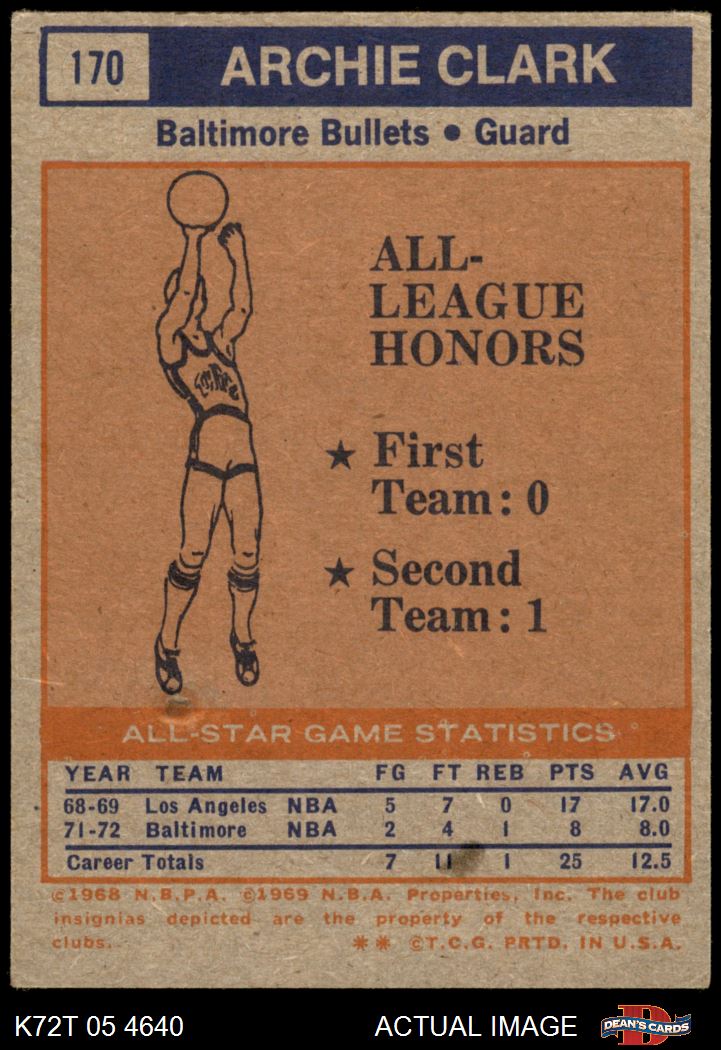 170 ARCHIE CLARK
Baltimore Bullets • Guard
ALL-
LEAGUE
HONORS
★ First
Team: 0
★ Second
Team: 1
ALL-STAR GAME STATISTICS
YEAR TEAM FG FT REB PTS AVG
68-69 Los Angeles NBA 5 7 0 17 17.0
71-72 Baltimore NBA 2 4 1 8 8.0
Career Totals 7 11 1 25 12.5
©1968 N.B.P.A. ©1969 N.B.A. Properties, Inc. The club
insignias depicted are the property of the respective
clubs. ** ©T.C.G. PRTD. IN U.S.A.
K72T 05 4640 ACTUAL IMAGE DEAN'S CARDS